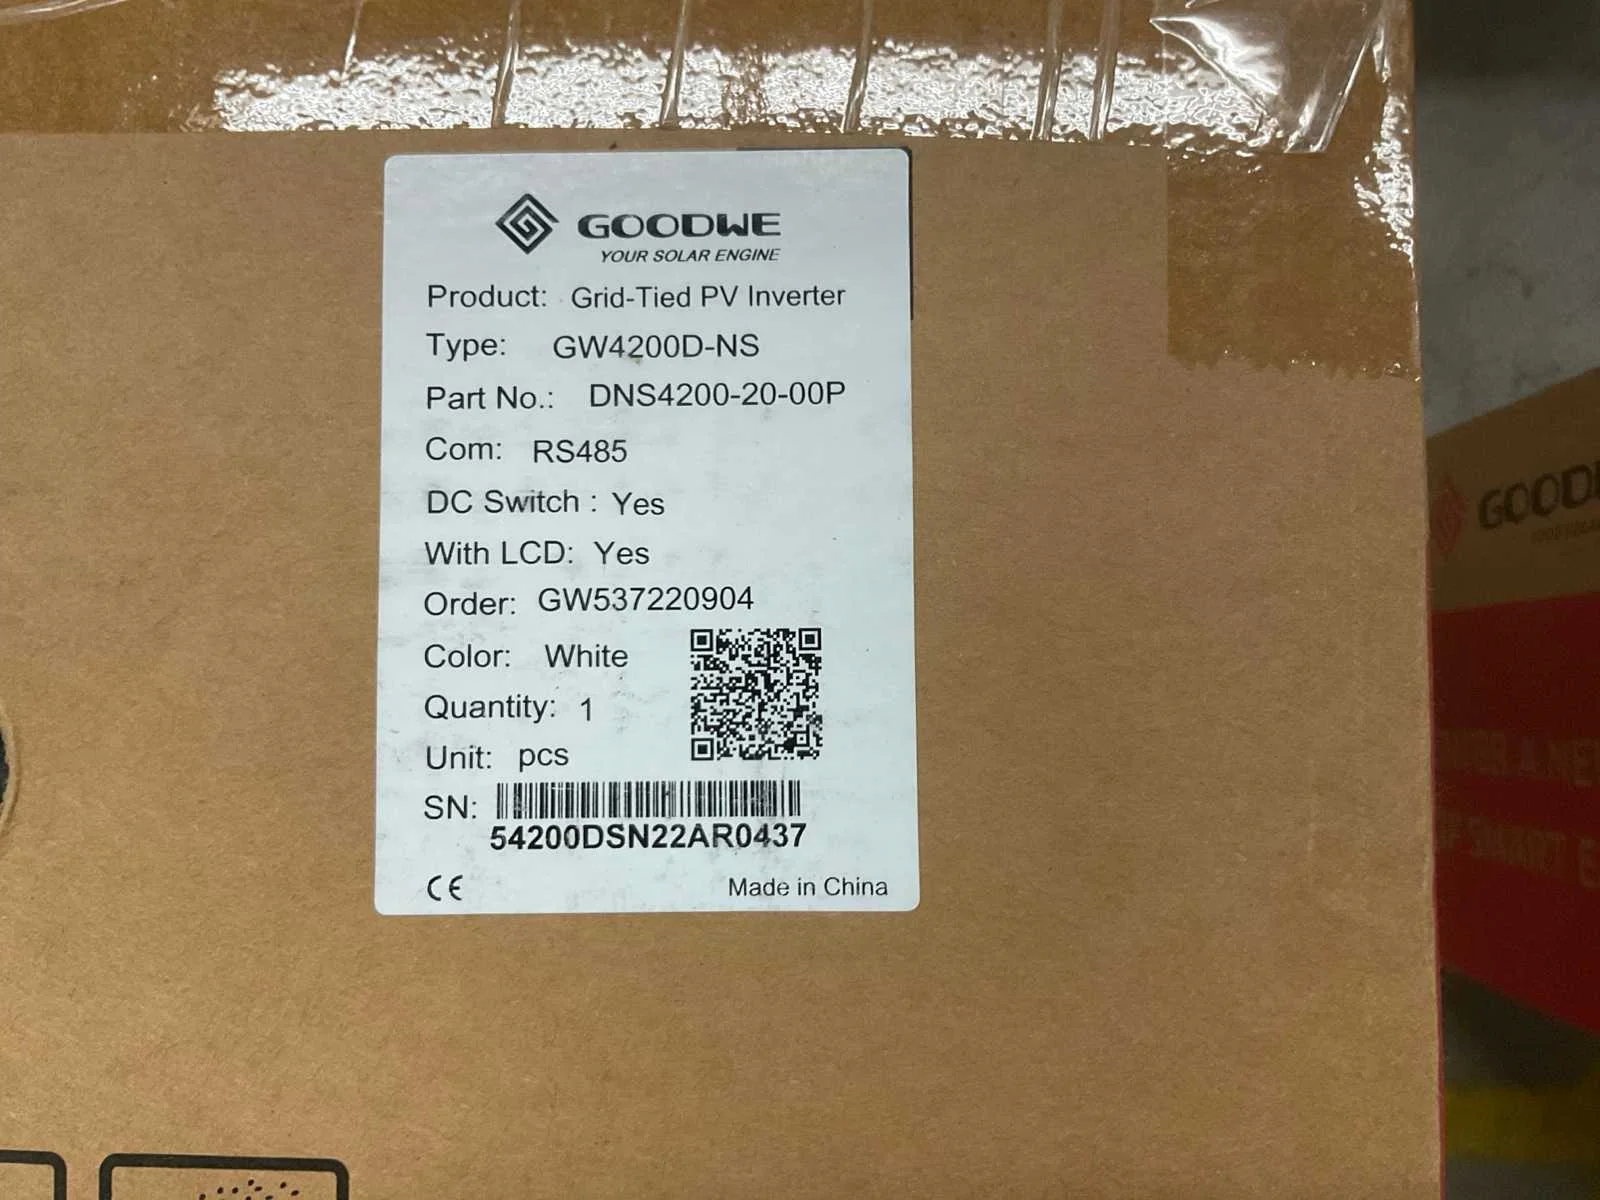 GOODWE
YOUR SOLAR ENGINE
Product: Grid-Tied PV Inverter
Type: GW4200D-NS
Part No.: DNS4200-20-00P
Com: RS485
DC Switch : Yes
With LCD: Yes
Order: GW537220904
Color: White
Quantity: 1
Unit: pcs
SN:
54200DSN22AR0437
CE
Made in China
GOOD